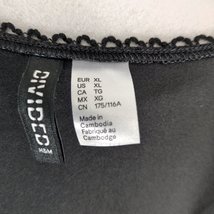 DIVIDED
H&M
EUR XL
US XL
CA TG
MX XG
CN 175/116A
Made in
Cambodia
Fabriqué au
Cambodge